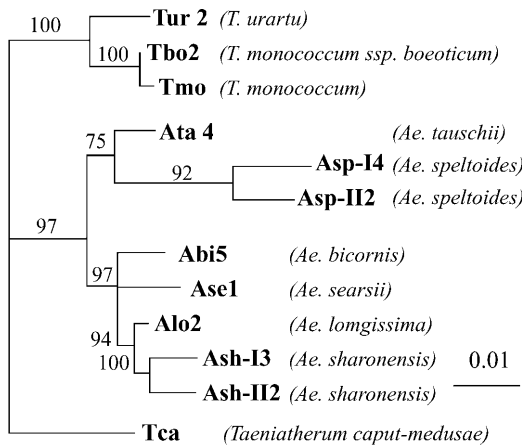 100 Tur 2 (T. urartu)
100 Tbo2 (T. monococcum ssp. boeoticum)
Tmo (T. monococcum)
75 Ata 4 (Ae. tauschii)
92 Asp-I4 (Ae. speltoides)
Asp-II2 (Ae. speltoides)
97
97 Abi5 (Ae. bicornis)
Ase1 (Ae. searsii)
94 Alo2 (Ae. lomgissima)
100 Ash-I3 (Ae. sharonensis) 0.01
Ash-II2 (Ae. sharonensis)
Tca (Taeniatherum caput-medusae)